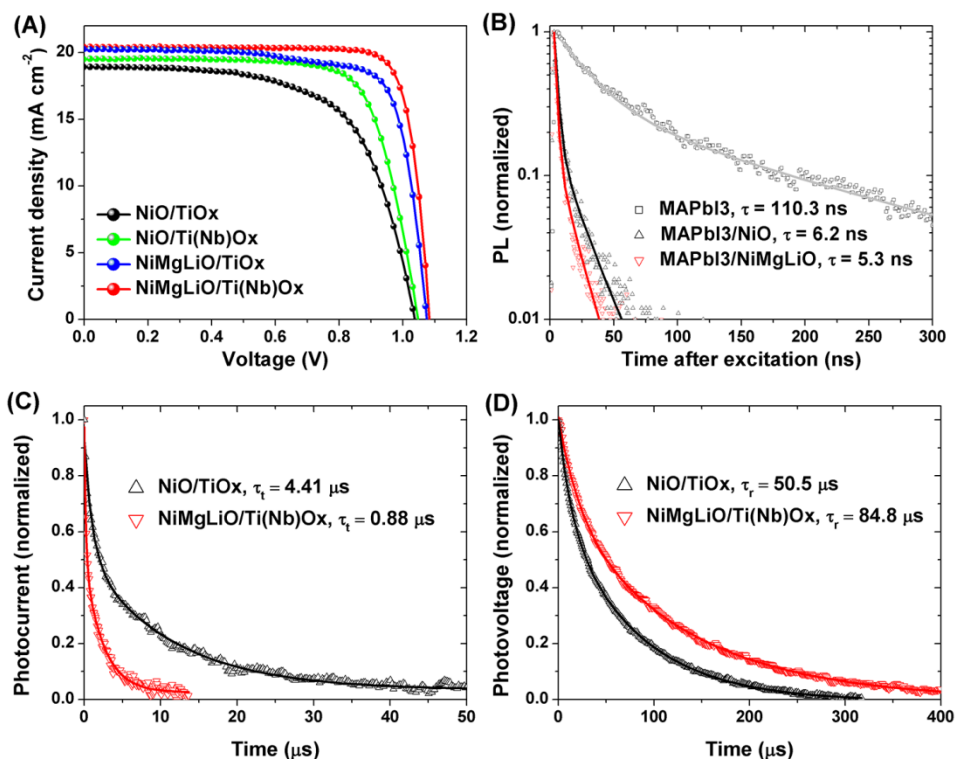 (A)
Current density (mA cm⁻²)
20
15
10
5
0
NiO/TiOx
NiO/Ti(Nb)Ox
NiMgLiO/TiOx
NiMgLiO/Ti(Nb)Ox
0.0 0.2 0.4 0.6 0.8 1.0 1.2
Voltage (V)
(B)
PL (normalized)
1
0.1
0.01
MAPbI3, τ = 110.3 ns
MAPbI3/NiO, τ = 6.2 ns
MAPbI3/NiMgLiO, τ = 5.3 ns
0 50 100 150 200 250 300
Time after excitation (ns)
(C)
Photocurrent (normalized)
1.0
0.8
0.6
0.4
0.2
0.0
NiO/TiOx, τt = 4.41 μs
NiMgLiO/Ti(Nb)Ox τt = 0.88 μs
0 10 20 30 40 50
Time (μs)
(D)
Photovoltage (normalized)
1.0
0.8
0.6
0.4
0.2
0.0
NiO/TiOx, τr = 50.5 μs
NiMgLiO/Ti(Nb)Ox, τr = 84.8 μs
0 100 200 300 400
Time (μs)